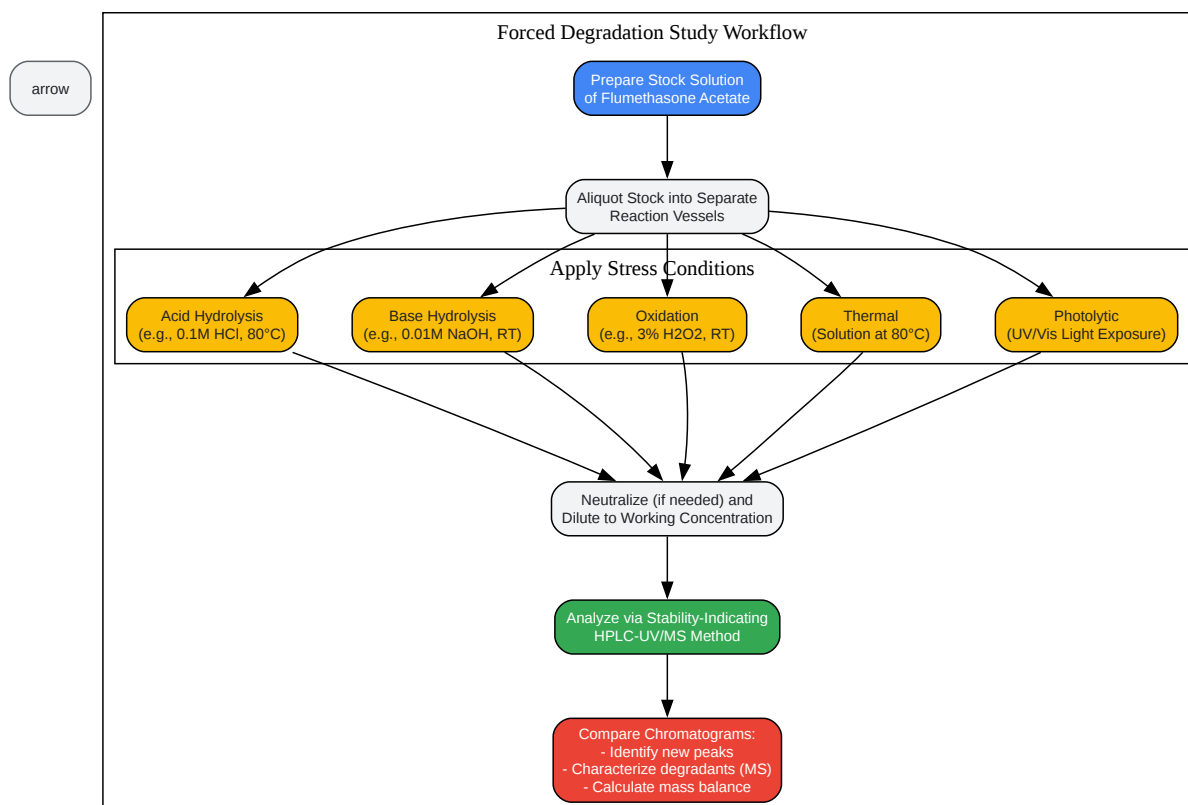 Forced Degradation Study Workflow
arrow
Prepare Stock Solution
of Flumethasone Acetate
Aliquot Stock into Separate
Reaction Vessels
Apply Stress Conditions
Acid Hydrolysis
(e.g., 0.1M HCl, 80°C)
Base Hydrolysis
(e.g., 0.01M NaOH, RT)
Oxidation
(e.g., 3% H2O2, RT)
Thermal
(Solution at 80°C)
Photolytic
(UV/Vis Light Exposure)
Neutralize (if needed) and
Dilute to Working Concentration
Analyze via Stability-Indicating
HPLC-UV/MS Method
Compare Chromatograms:
- Identify new peaks
- Characterize degradants (MS)
- Calculate mass balance